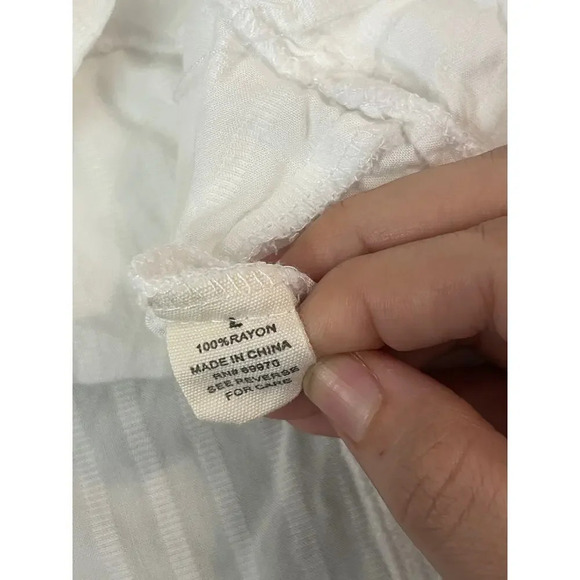 L
100%RAYON
MADE IN CHINA
RN# 89970
SEE REVERSE
FOR CARE